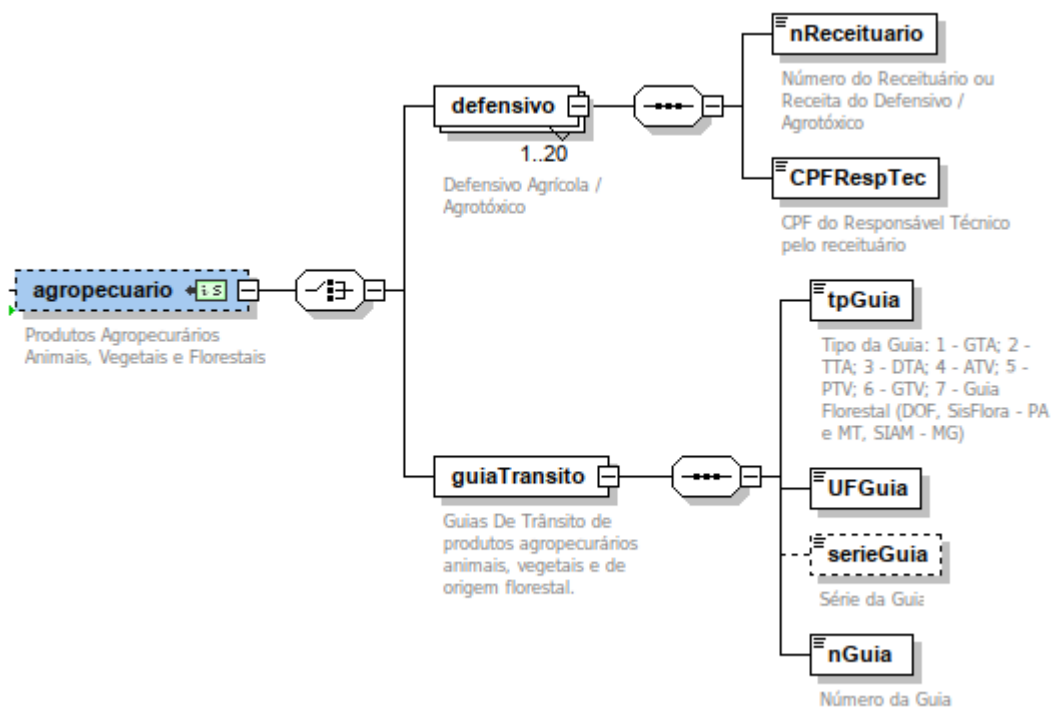 nReceituario
Número do Receituário ou
Receita do Defensivo /
Agrotóxico
defensivo
1..20
Defensivo Agrícola /
Agrotóxico
CPFRespTec
CPF do Responsável Técnico
pelo receituário
agropecuario
is
Produtos Agropecurários
Animais, Vegetais e Florestais
tpGuia
Tipo da Guia: 1 - GTA; 2 -
TTA; 3 - DTA; 4 - ATV; 5 -
PTV; 6 - GTV; 7 - Guia
Florestal (DOF, SisFlora - PA
e MT, SIAM - MG)
guiaTransito
Guias De Trânsito de
produtos agropecurários
animais, vegetais e de
origem florestal.
UFGuia
serieGuia
Série da Guia
nGuia
Número da Guia